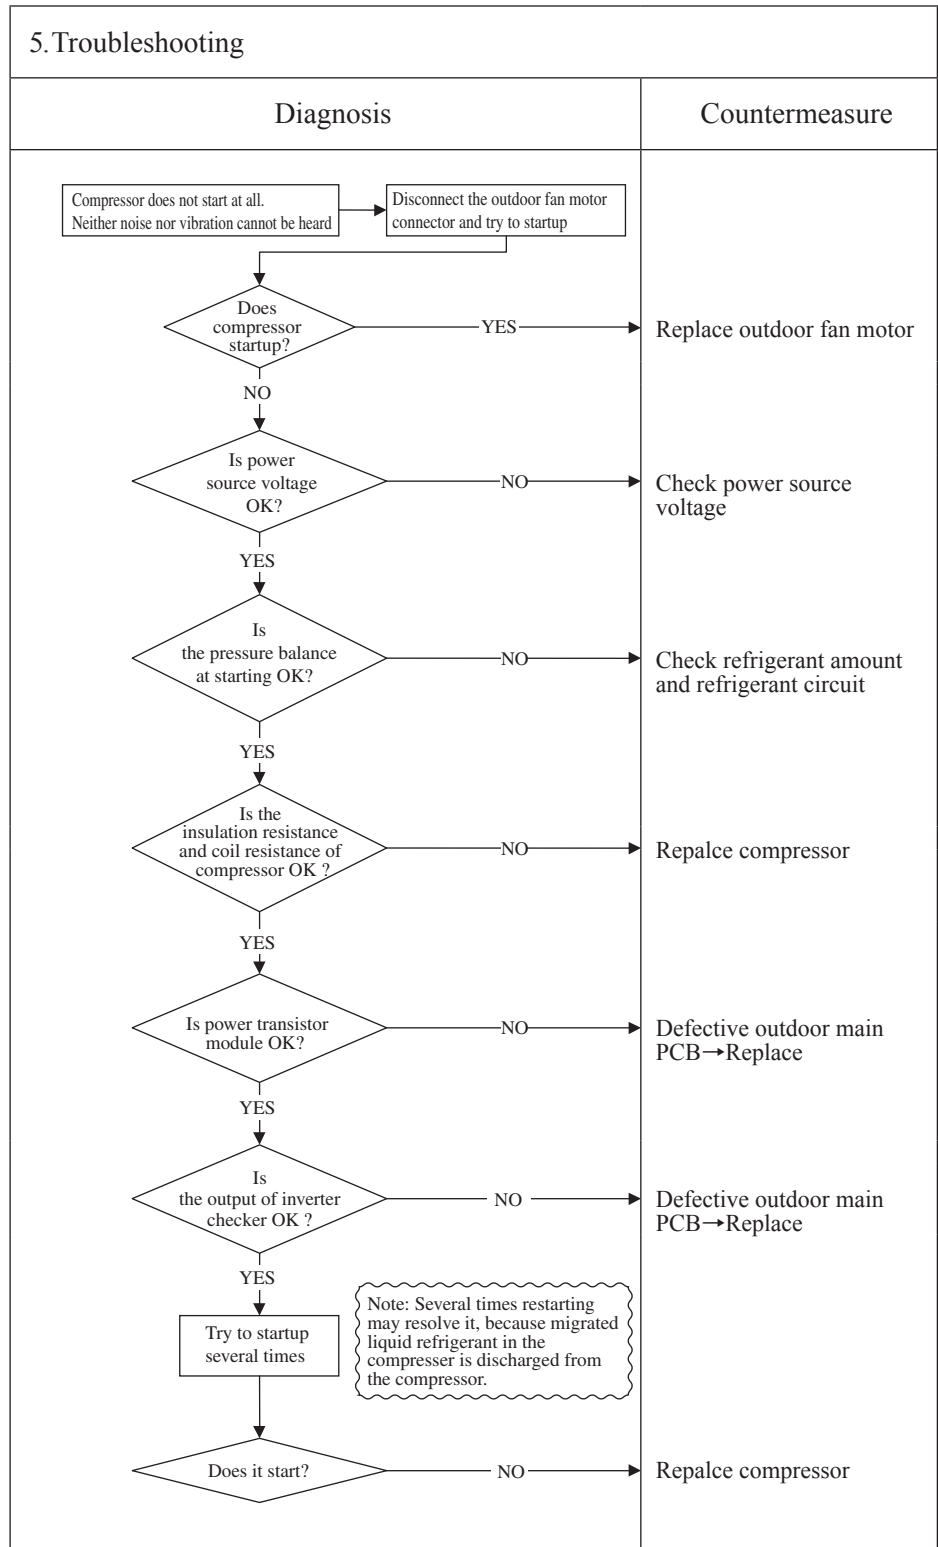 5.Troubleshooting
Diagnosis
Countermeasure
Compressor does not start at all.
Neither noise nor vibration cannot be heard
Disconnect the outdoor fan motor
connector and try to startup
Does
compressor
startup?
YES
Replace outdoor fan motor
NO
Is power
source voltage
OK?
NO
Check power source
voltage
YES
Is
the pressure balance
at starting OK?
NO
Check refrigerant amount
and refrigerant circuit
YES
Is the
insulation resistance
and coil resistance of
compressor OK ?
NO
Repalce compressor
YES
Is power transistor
module OK?
NO
Defective outdoor main
PCB→Replace
YES
Is
the output of inverter
checker OK ?
NO
Defective outdoor main
PCB→Replace
YES
Try to startup
several times
Note: Several times restarting
may resolve it, because migrated
liquid refrigerant in the
compresser is discharged from
the compressor.
Does it start?
NO
Repalce compressor